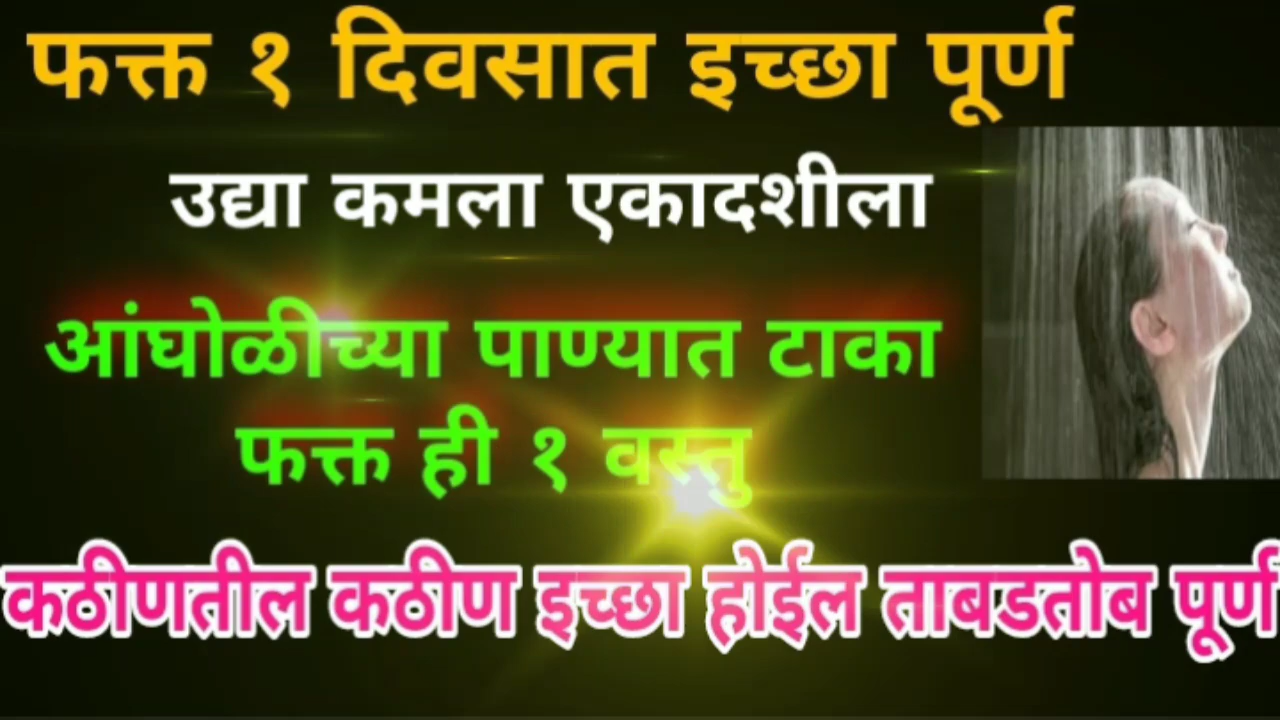 फक्त १ दिवसात इच्छा पूर्ण
उद्या कमला एकादशीला
आंघोळीच्या पाण्यात टाका
फक्त ही १ वस्तु
कठीणतील कठीण इच्छा होईल ताबडतोब पूर्ण